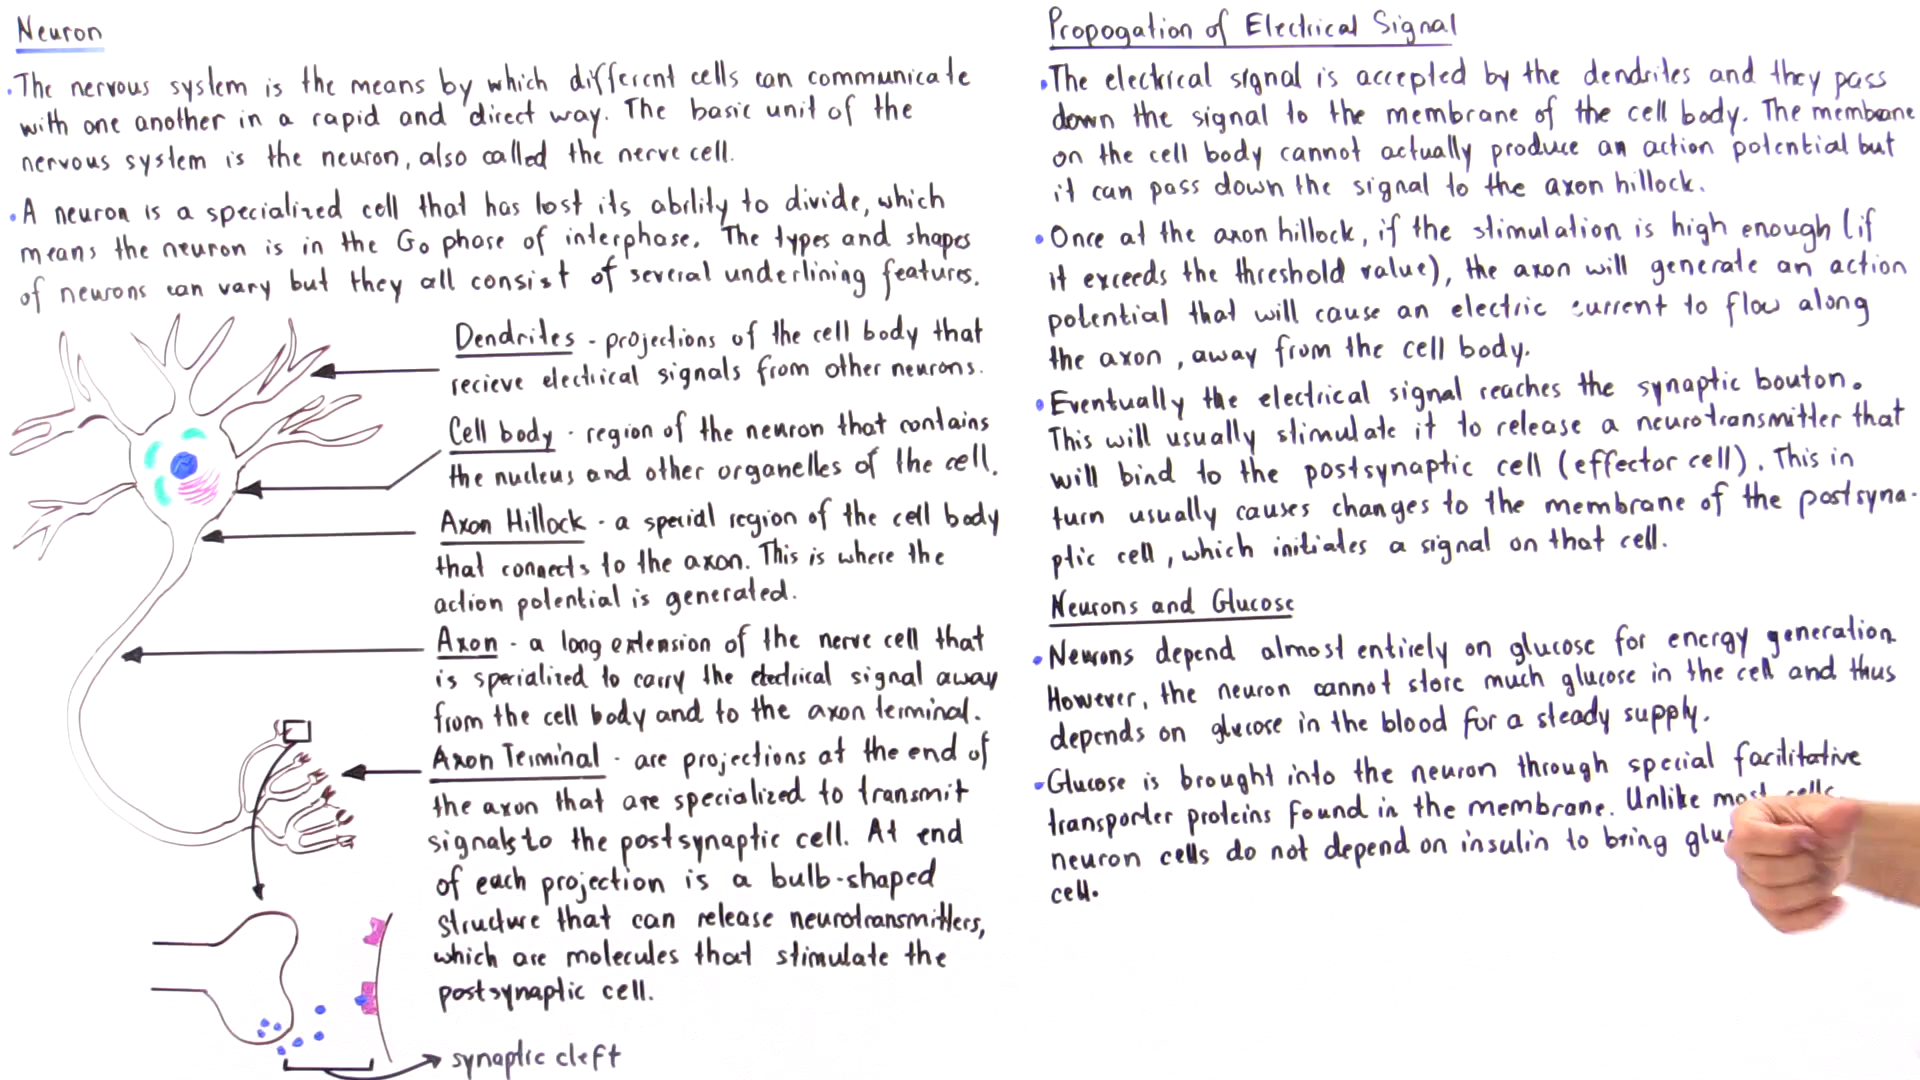 Neuron
• The nervous system is the means by which different cells can communicate
with one another in a rapid and direct way. The basic unit of the
nervous system is the neuron, also called the nerve cell.
• A neuron is a specialized cell that has lost its ability to divide, which
means the neuron is in the Go phase of interphase. The types and shapes
of neurons can vary but they all consist of several underlining features.
Dendrites - projections of the cell body that
recieve electrical signals from other neurons.
Cell body - region of the neuron that contains
the nucleus and other organelles of the cell.
Axon Hillock - a special region of the cell body
that connects to the axon. This is where the
action potential is generated.
Axon - a long extension of the nerve cell that
is specialized to carry the electrical signal away
from the cell body and to the axon terminal.
Axon Terminal - are projections at the end of
the axon that are specialized to transmit
signals to the postsynaptic cell. At end
of each projection is a bulb-shaped
structure that can release neurotransmitters,
which are molecules that stimulate the
postsynaptic cell.
synaptic cleft
Propogation of Electrical Signal
• The electrical signal is accepted by the dendrites and they pass
down the signal to the membrane of the cell body. The membrane
on the cell body cannot actually produce an action potential but
it can pass down the signal to the axon hillock.
• Once at the axon hillock, if the stimulation is high enough (if
it exceeds the threshold value), the axon will generate an action
potential that will cause an electric current to flow along
the axon, away from the cell body.
• Eventually the electrical signal reaches the synaptic bouton.
This will usually stimulate it to release a neurotransmitter that
will bind to the postsynaptic cell (effector cell). This in
turn usually causes changes to the membrane of the postsyna-
ptic cell, which initiates a signal on that cell.
Neurons and Glucose
• Neurons depend almost entirely on glucose for energy generation.
However, the neuron cannot store much glucose in the cell and thus
depends on glucose in the blood for a steady supply.
• Glucose is brought into the neuron through special facilitative
transporter proteins found in the membrane. Unlike most cells
neuron cells do not depend on insulin to bring glu
cell.